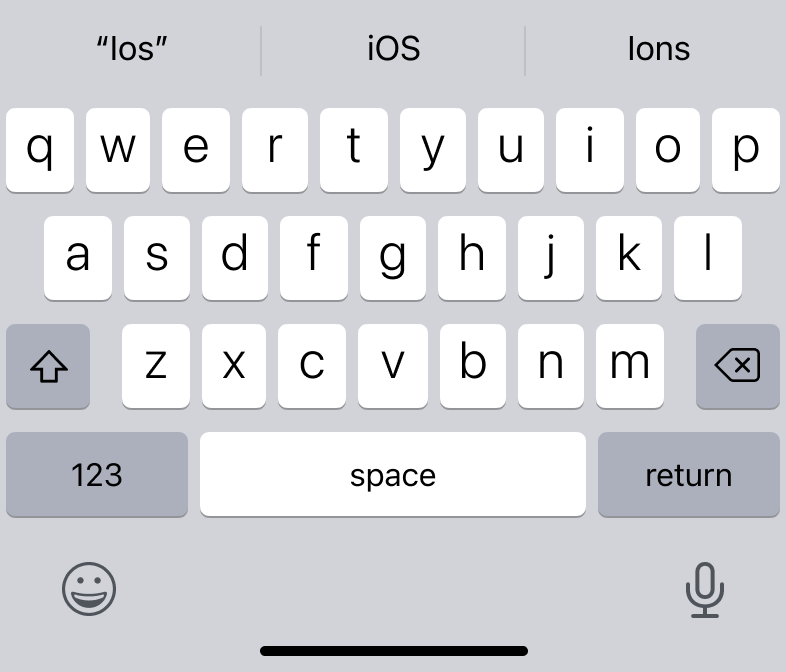 “Ios” iOS Ions
q w e r t y u i o p
a s d f g h j k l
z x c v b n m
123 space return